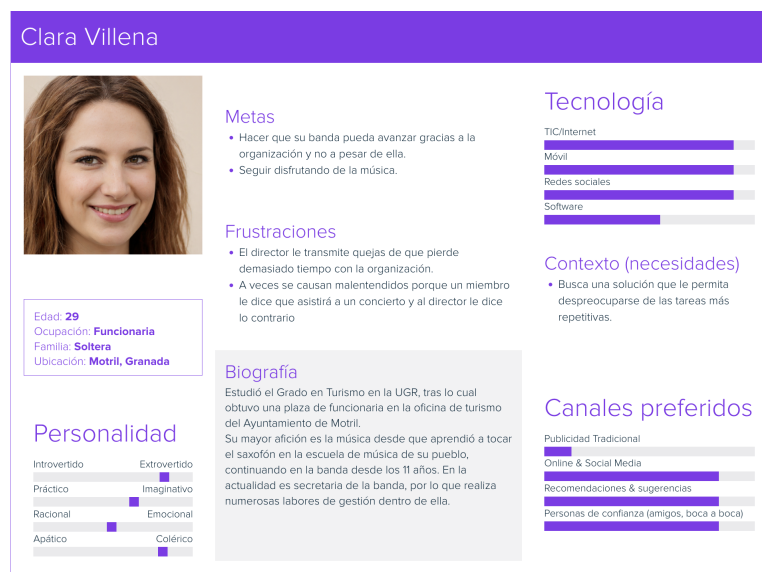 Clara Villena
Edad: 29
Ocupación: Funcionaria
Familia: Soltera
Ubicación: Motril, Granada
Personalidad
Introvertido Extrovertido
Práctico Imaginativo
Racional Emocional
Apático Colérico
Metas
• Hacer que su banda pueda avanzar gracias a la
organización y no a pesar de ella.
• Seguir disfrutando de la música.
Frustraciones
• El director le transmite quejas de que pierde
demasiado tiempo con la organización.
• A veces se causan malentendidos porque un miembro
le dice que asistirá a un concierto y al director le dice
lo contrario
Biografía
Estudió el Grado en Turismo en la UGR, tras lo cual
obtuvo una plaza de funcionaria en la oficina de turismo
del Ayuntamiento de Motril.
Su mayor afición es la música desde que aprendió a tocar
el saxofón en la escuela de música de su pueblo,
continuando en la banda desde los 11 años. En la
actualidad es secretaria de la banda, por lo que realiza
numerosas labores de gestión dentro de ella.
Tecnología
TIC/Internet
Móvil
Redes sociales
Software
Contexto (necesidades)
• Busca una solución que le permita
despreocuparse de las tareas más
repetitivas.
Canales preferidos
Publicidad Tradicional
Online & Social Media
Recomendaciones & sugerencias
Personas de confianza (amigos, boca a boca)